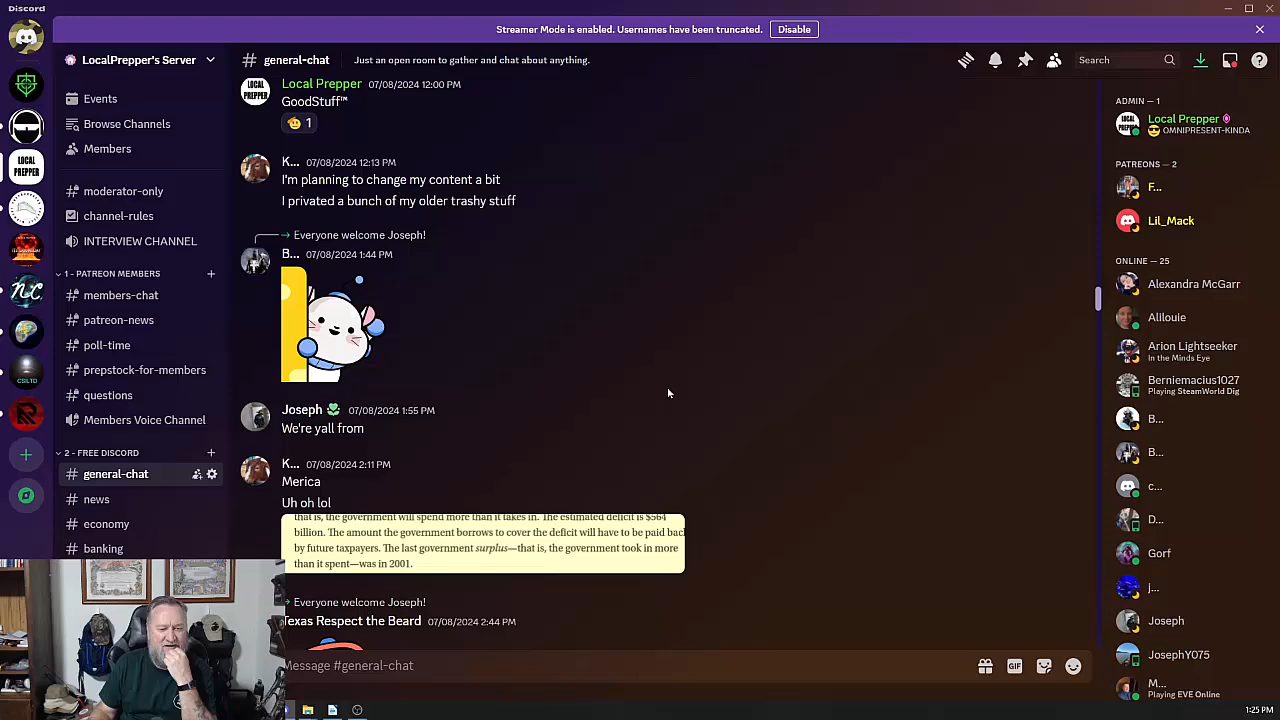 Discord
Streamer Mode is enabled. Usernames have been truncated.
Disable
LocalPrepper's Server
general-chat
Just an open room to gather and chat about anything.
Search
LOCAL PREPPER
CSILTD
Events
Browse Channels
Members
moderator-only
channel-rules
INTERVIEW CHANNEL
1 - PATREON MEMBERS
members-chat
patreon-news
poll-time
prepstock-for-members
questions
Members Voice Channel
2 - FREE DISCORD
general-chat
news
economy
banking
Local Prepper 07/08/2024 12:00 PM
GoodStuff™
1
K... 07/08/2024 12:13 PM
I'm planning to change my content a bit
I privated a bunch of my older trashy stuff
Everyone welcome Joseph!
B... 07/08/2024 1:44 PM
Joseph 07/08/2024 1:55 PM
We're yall from
K... 07/08/2024 2:11 PM
Merica
Uh oh lol
that is, the government will spend more than it takes in. The estimated deficit is $564
billion. The amount the government borrows to cover the deficit will have to be paid back
by future taxpayers. The last government surplus—that is, the government took in more
than it spent—was in 2001.
Everyone welcome Joseph!
Texas Respect the Beard 07/08/2024 2:44 PM
Message #general-chat
GIF
ADMIN — 1
Local Prepper
OMNIPRESENT-KINDA
PATREONS — 2
F...
Lil_Mack
ONLINE — 25
Alexandra McGarr
Allouie
Arion Lightseeker
In the Minds Eye
Berniemacius1027
Playing SteamWorld Dig
B...
B...
c...
D...
Gorf
j...
Joseph
JosephY075
M...
Playing EVE Online
1:25 PM